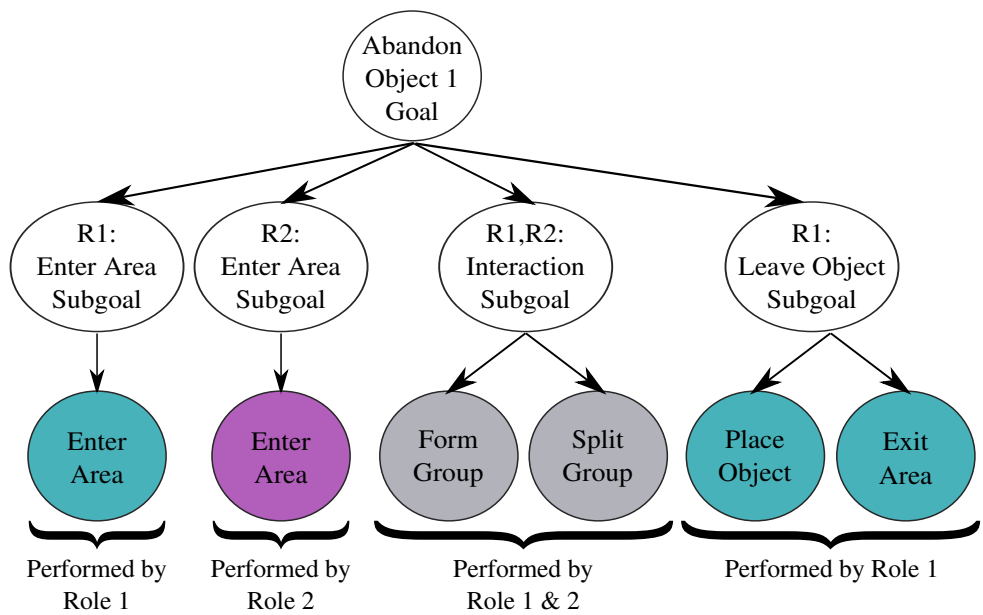 Abandon
Object 1
Goal
R1:
Enter Area
Subgoal
R2:
Enter Area
Subgoal
R1,R2:
Interaction
Subgoal
R1:
Leave Object
Subgoal
Enter
Area
Enter
Area
Form
Group
Split
Group
Place
Object
Exit
Area
Performed by
Role 1
Performed by
Role 2
Performed by
Role 1 & 2
Performed by Role 1